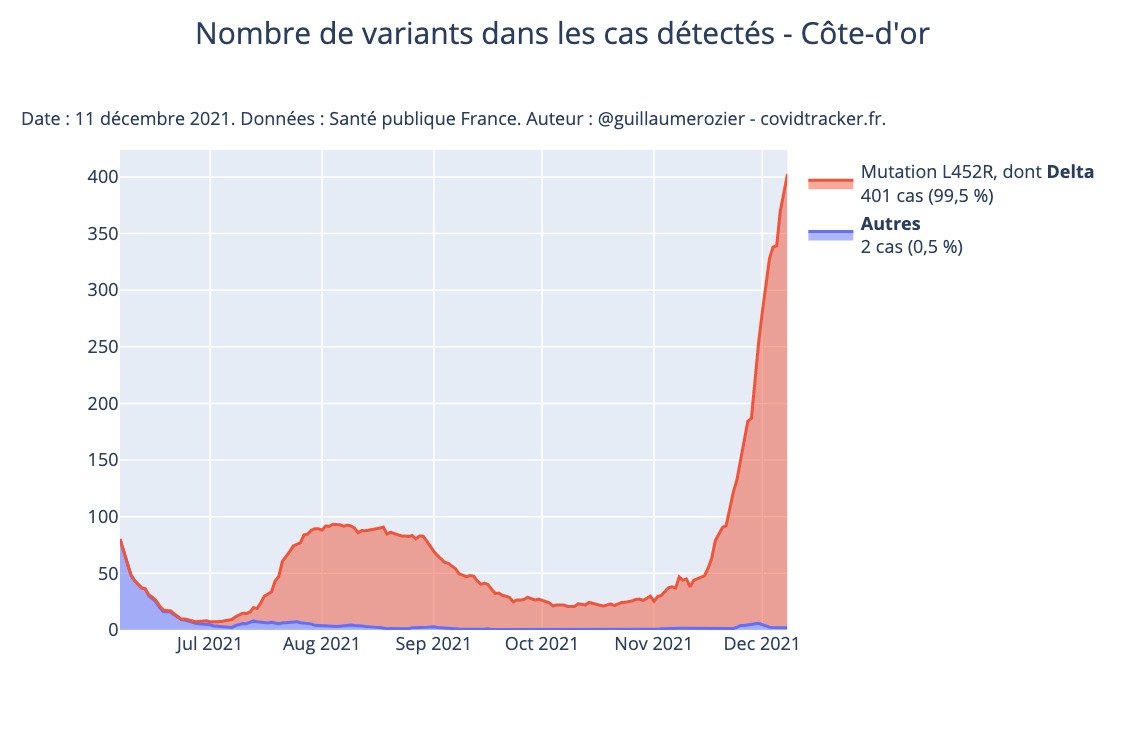 Nombre de variants dans les cas détectés - Côte-d'or
Date : 11 décembre 2021. Données : Santé publique France. Auteur : @guillaumerozier - covidtracker.fr.
Mutation L452R, dont Delta
401 cas (99,5 %)
Autres
2 cas (0,5 %)
400
350
300
250
200
150
100
50
0
Jul 2021 Aug 2021 Sep 2021 Oct 2021 Nov 2021 Dec 2021